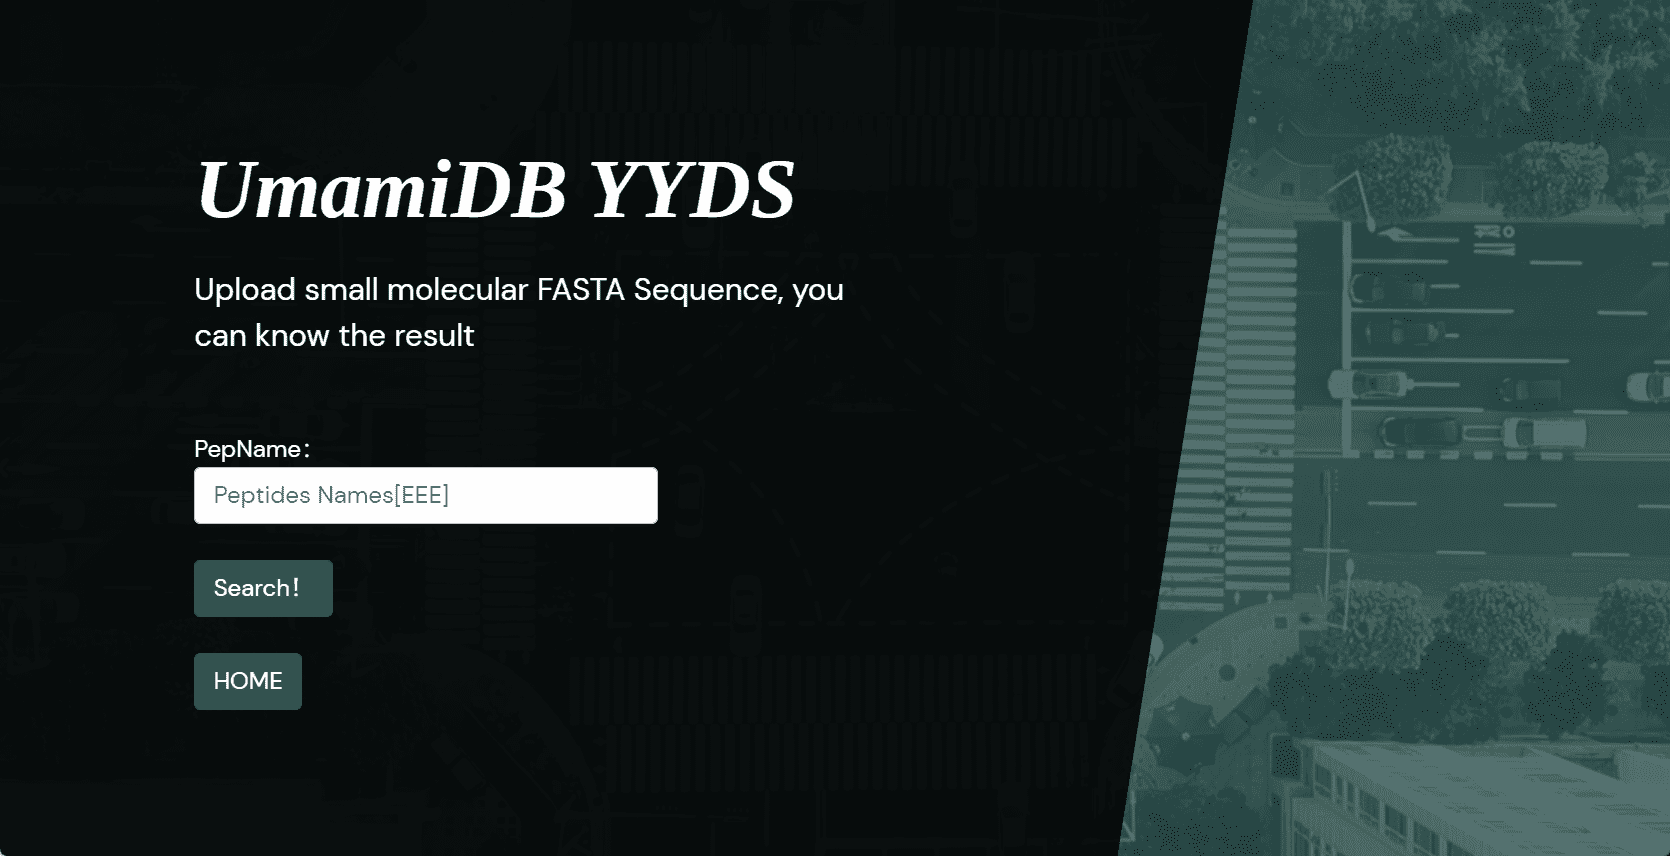 UmamiDB YYDS
Upload small molecular FASTA Sequence, you
can know the result
PepName：
Peptides Names[EEE]
Search！
HOME